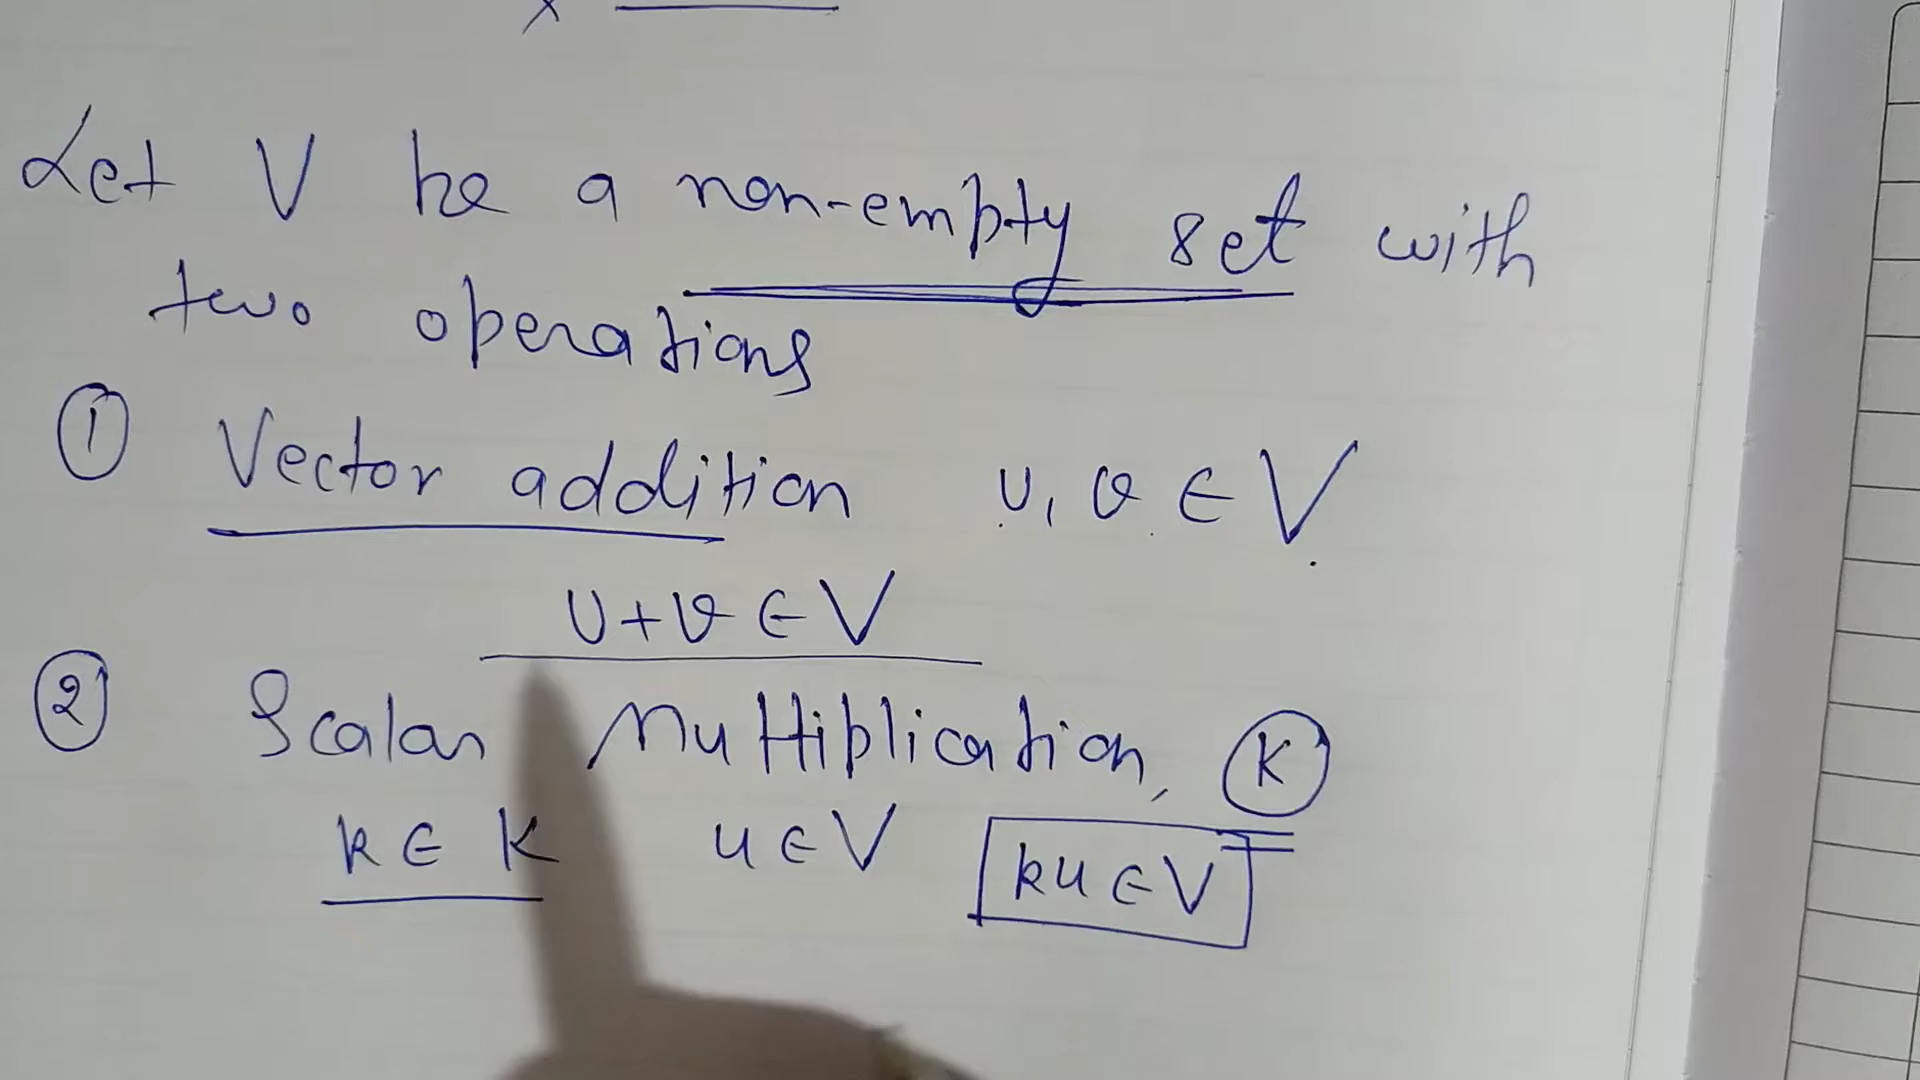 Let V be a non-empty set with
two operations
① Vector addition u, v ∈ V
u+v ∈ V
② Scalar Multiplication, K
k ∈ K u ∈ V ku ∈ V